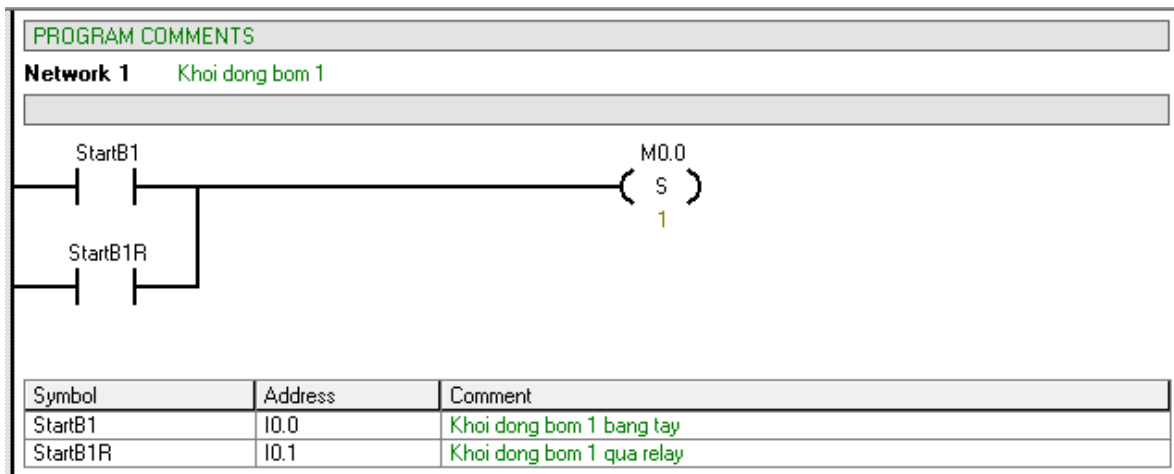 PROGRAM COMMENTS
Network 1 Khoi dong bom 1
StartB1 M0.0
S
1
StartB1R
Symbol Address Comment
StartB1 I0.0 Khoi dong bom 1 bang tay
StartB1R I0.1 Khoi dong bom 1 qua relay